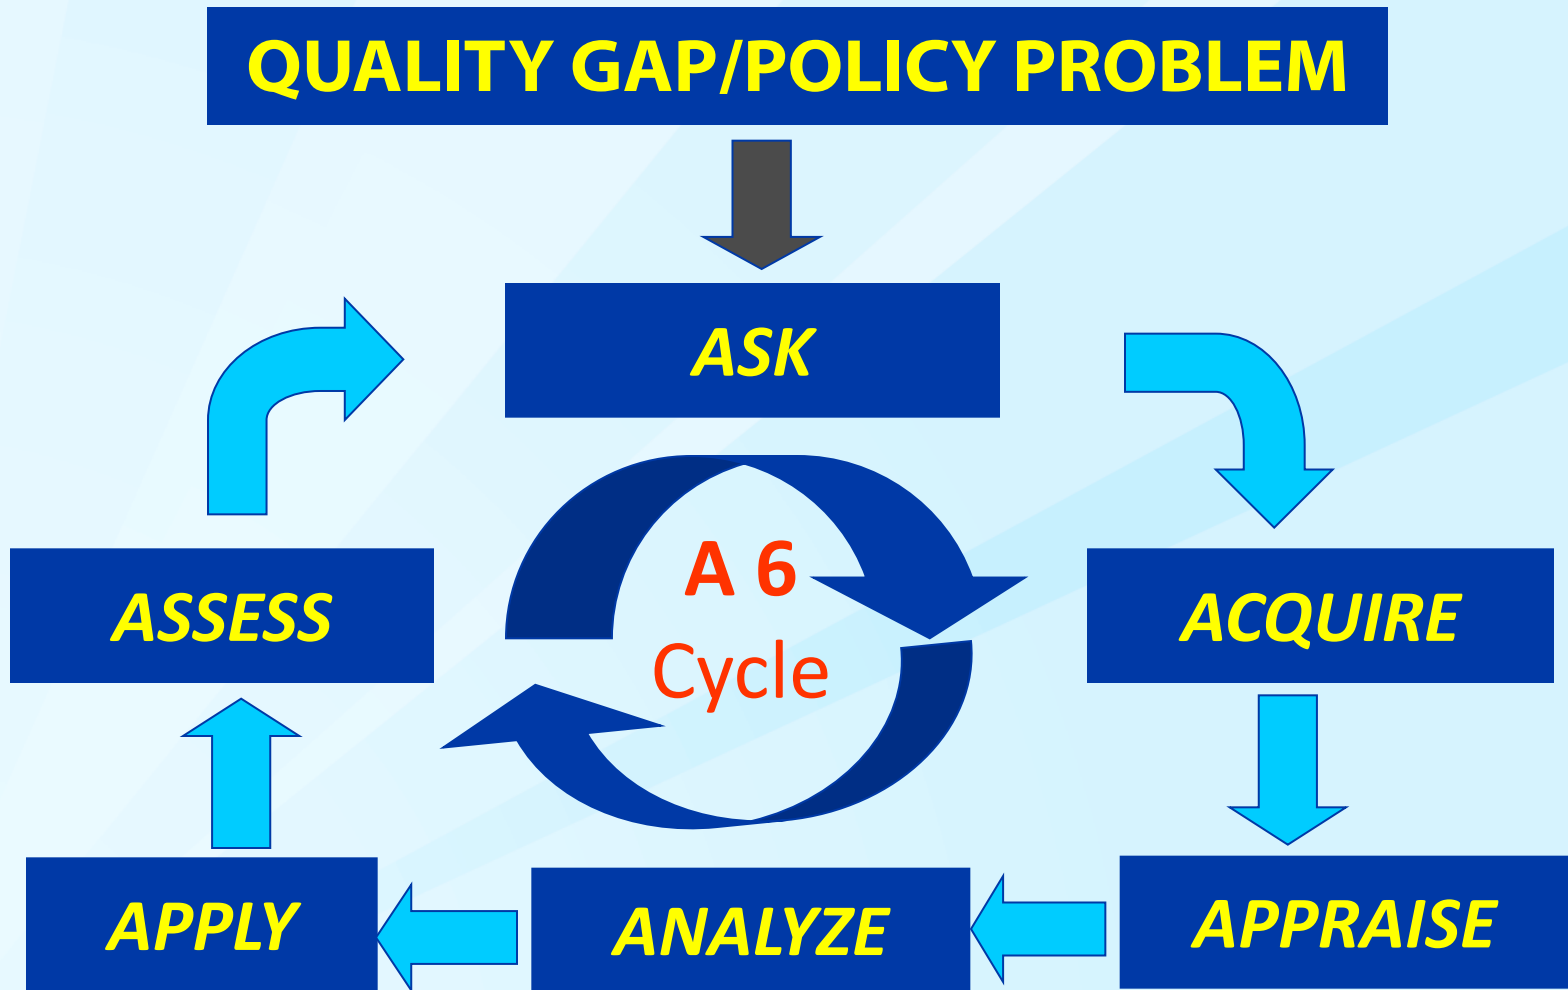 QUALITY GAP/POLICY PROBLEM
ASK
A 6
Cycle
ASSESS
ACQUIRE
APPLY
ANALYZE
APPRAISE